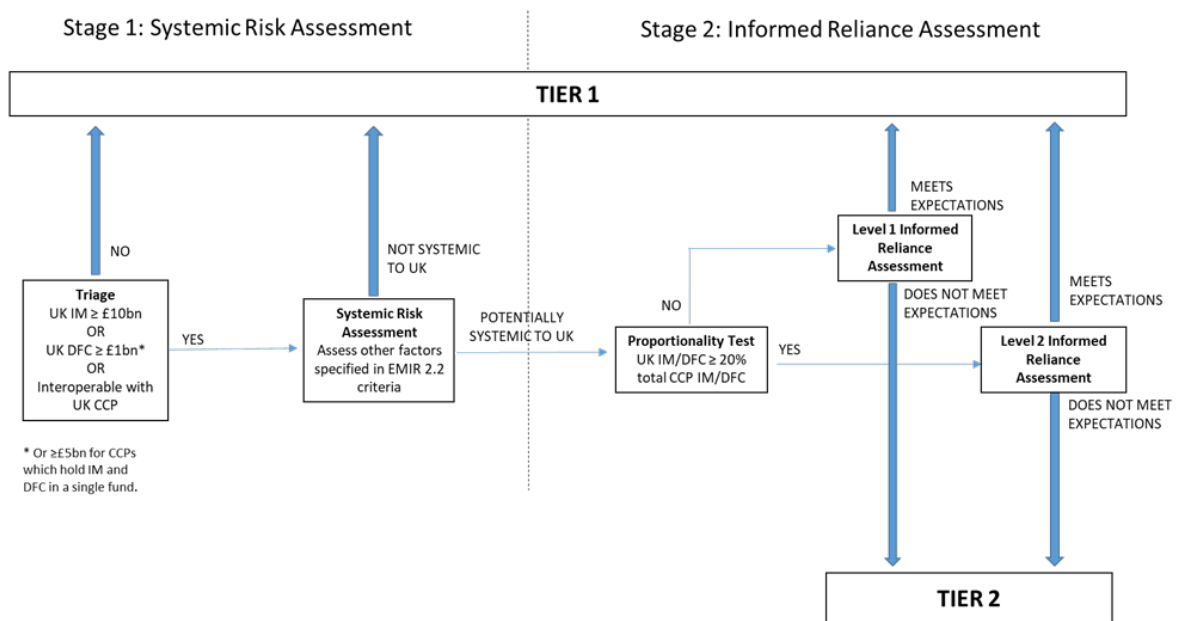 Stage 1: Systemic Risk Assessment
Stage 2: Informed Reliance Assessment
TIER 1
NO
NOT SYSTEMIC
TO UK
MEETS
EXPECTATIONS
MEETS
EXPECTATIONS
Triage
UK IM ≥ £10bn
OR
UK DFC ≥ £1bn*
OR
Interoperable with
UK CCP
YES
Systemic Risk
Assessment
Assess other factors
specified in EMIR 2.2
criteria
POTENTIALLY
SYSTEMIC TO UK
Proportionality Test
UK IM/DFC ≥ 20%
total CCP IM/DFC
NO
YES
Level 1 Informed
Reliance
Assessment
DOES NOT MEET
EXPECTATIONS
Level 2 Informed
Reliance
Assessment
DOES NOT MEET
EXPECTATIONS
* Or ≥£5bn for CCPs
which hold IM and
DFC in a single fund.
TIER 2